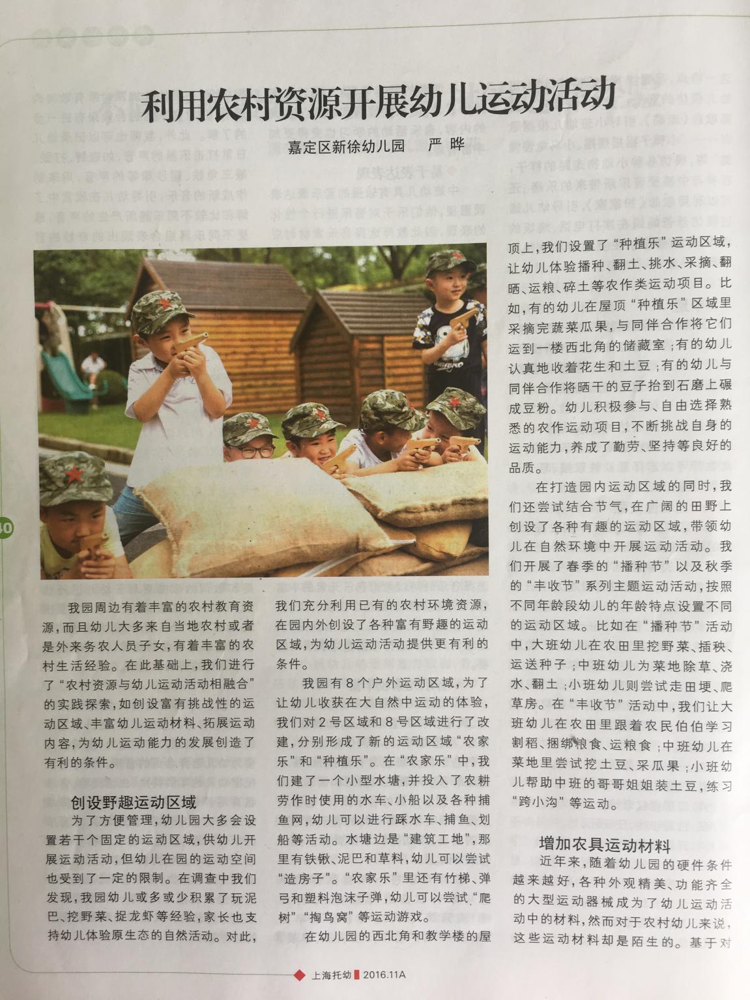 利用农村资源开展幼儿运动活动
嘉定区新徐幼儿园 严 晔
我园周边有着丰富的农村教育资
源,而且幼儿大多来自当地农村或者
是外来务农人员子女,有着丰富的农
村生活经验。在此基础上,我们进行
了“农村资源与幼儿运动活动相融合”
的实践探索,如创设富有挑战性的运
动区域、丰富幼儿运动材料、拓展运动
内容,为幼儿运动能力的发展创造了
有利的条件。
创设野趣运动区域
为了方便管理,幼儿园大多会设
置若干个固定的运动区域,供幼儿开
展运动活动,但幼儿在园的运动空间
也受到了一定的限制。在调查中我们
发现,我园幼儿或多或少积累了玩泥
巴、挖野菜、捉龙虾等经验,家长也支
持幼儿体验原生态的自然活动。对此,
我们充分利用已有的农村环境资源,
在园内外创设了各种富有野趣的运动
区域,为幼儿运动活动提供更有利的
条件。
我园有8个户外运动区域,为了
让幼儿收获在大自然中运动的体验,
我们对2号区域和8号区域进行了改
建,分别形成了新的运动区域“农家
乐”和“种植乐”。在“农家乐”中,我
们建了一个小型水塘,并投入了农耕
劳作时使用的水车、小船以及各种捕
鱼网,幼儿可以进行踩水车、捕鱼、划
船等活动。水塘边是“建筑工地”,那
里有铁锹、泥巴和草料,幼儿可以尝试
“造房子”。“农家乐”里还有竹梯、弹
弓和塑料泡沫子弹,幼儿可以尝试“爬
树”“掏鸟窝”等运动游戏。
在幼儿园的西北角和教学楼的屋
顶上,我们设置了“种植乐”运动区域,
让幼儿体验播种、翻土、挑水、采摘、翻
晒、运粮、碎土等农作类运动项目。比
如,有的幼儿在屋顶“种植乐”区域里
采摘完蔬菜瓜果,与同伴合作将它们
运到一楼西北角的储藏室;有的幼儿
认真地收着花生和土豆;有的幼儿与
同伴合作将晒干的豆子抬到石磨上碾
成豆粉。幼儿积极参与、自由选择熟
悉的农作运动项目,不断挑战自身的
运动能力,养成了勤劳、坚持等良好的
品质。
在打造园内运动区域的同时,我
们还尝试结合节气,在广阔的田野上
创设了各种有趣的运动区域,带领幼
儿在自然环境中开展运动活动。我
们开展了春季的“播种节”以及秋季
的“丰收节”系列主题运动活动,按照
不同年龄段幼儿的年龄特点设置不同
的运动区域。比如在“播种节”活动
中,大班幼儿在农田里挖野菜、插秧、
运送种子;中班幼儿为菜地除草、浇
水、翻土;小班幼儿则尝试走田埂、爬
草房。在“丰收节”活动中,我们让大
班幼儿在农田里跟着农民伯伯学习
割稻、捆绑粮食、运粮食;中班幼儿在
菜地里尝试挖土豆、采瓜果;小班幼
儿帮助中班的哥哥姐姐装土豆,练习
“跨小沟”等运动。
增加农具运动材料
近年来,随着幼儿园的硬件条件
越来越好,各种外观精美、功能齐全
的大型运动器械成为了幼儿运动活
动中的材料,然而对于农村幼儿来说,
这些运动材料却是陌生的。基于对
40
上海托幼 2016.11A